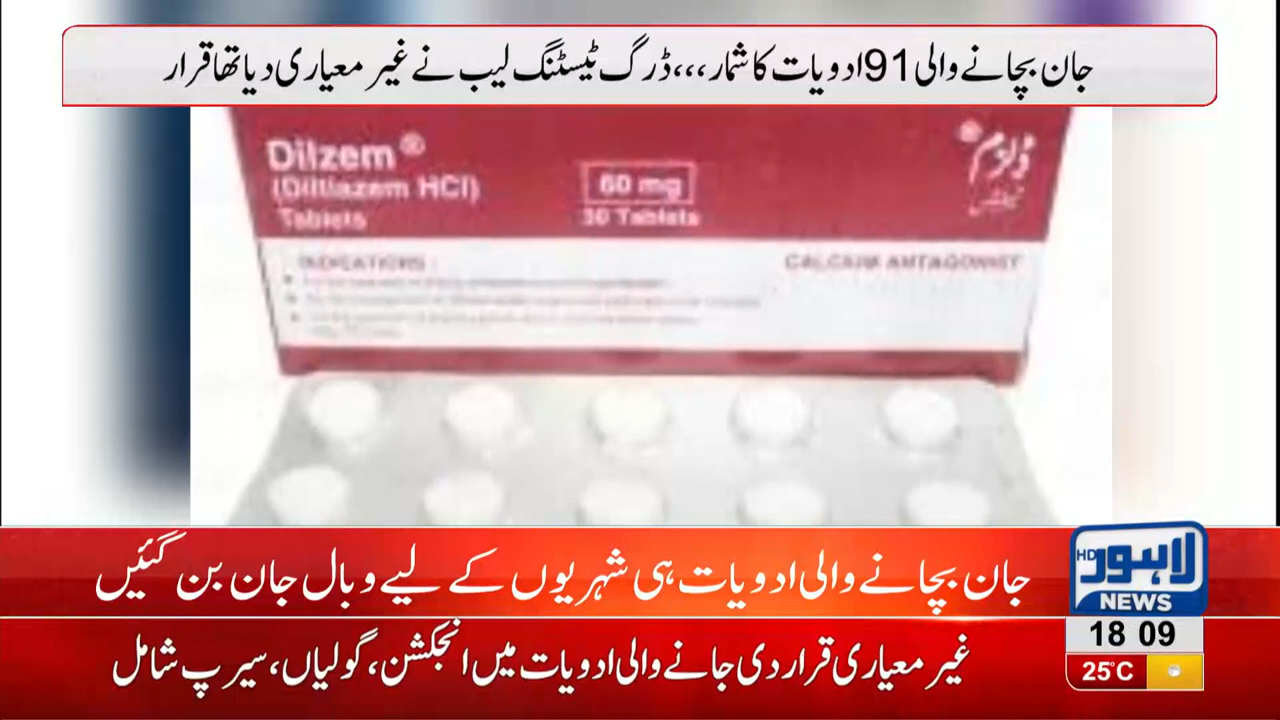 جان بچانے والی 91 ادویات کا شمار،،،ڈرگ ٹیسٹنگ لیب نے غیر معیاری دیا تھا قرار
Dilzem®
(Diltiazem HCl)
Tablets
60 mg
30 Tablets
ڈلزم
INDICATIONS :
CALCIUM ANTAGONIST
جان بچانے والی ادویات ہی شہریوں کے لیے وبال جان بن گئیں
غیر معیاری قرار دی جانے والی ادویات میں انجکشن، گولیاں، سیرپ شامل
لاہور HD
NEWS
18 09
25°C